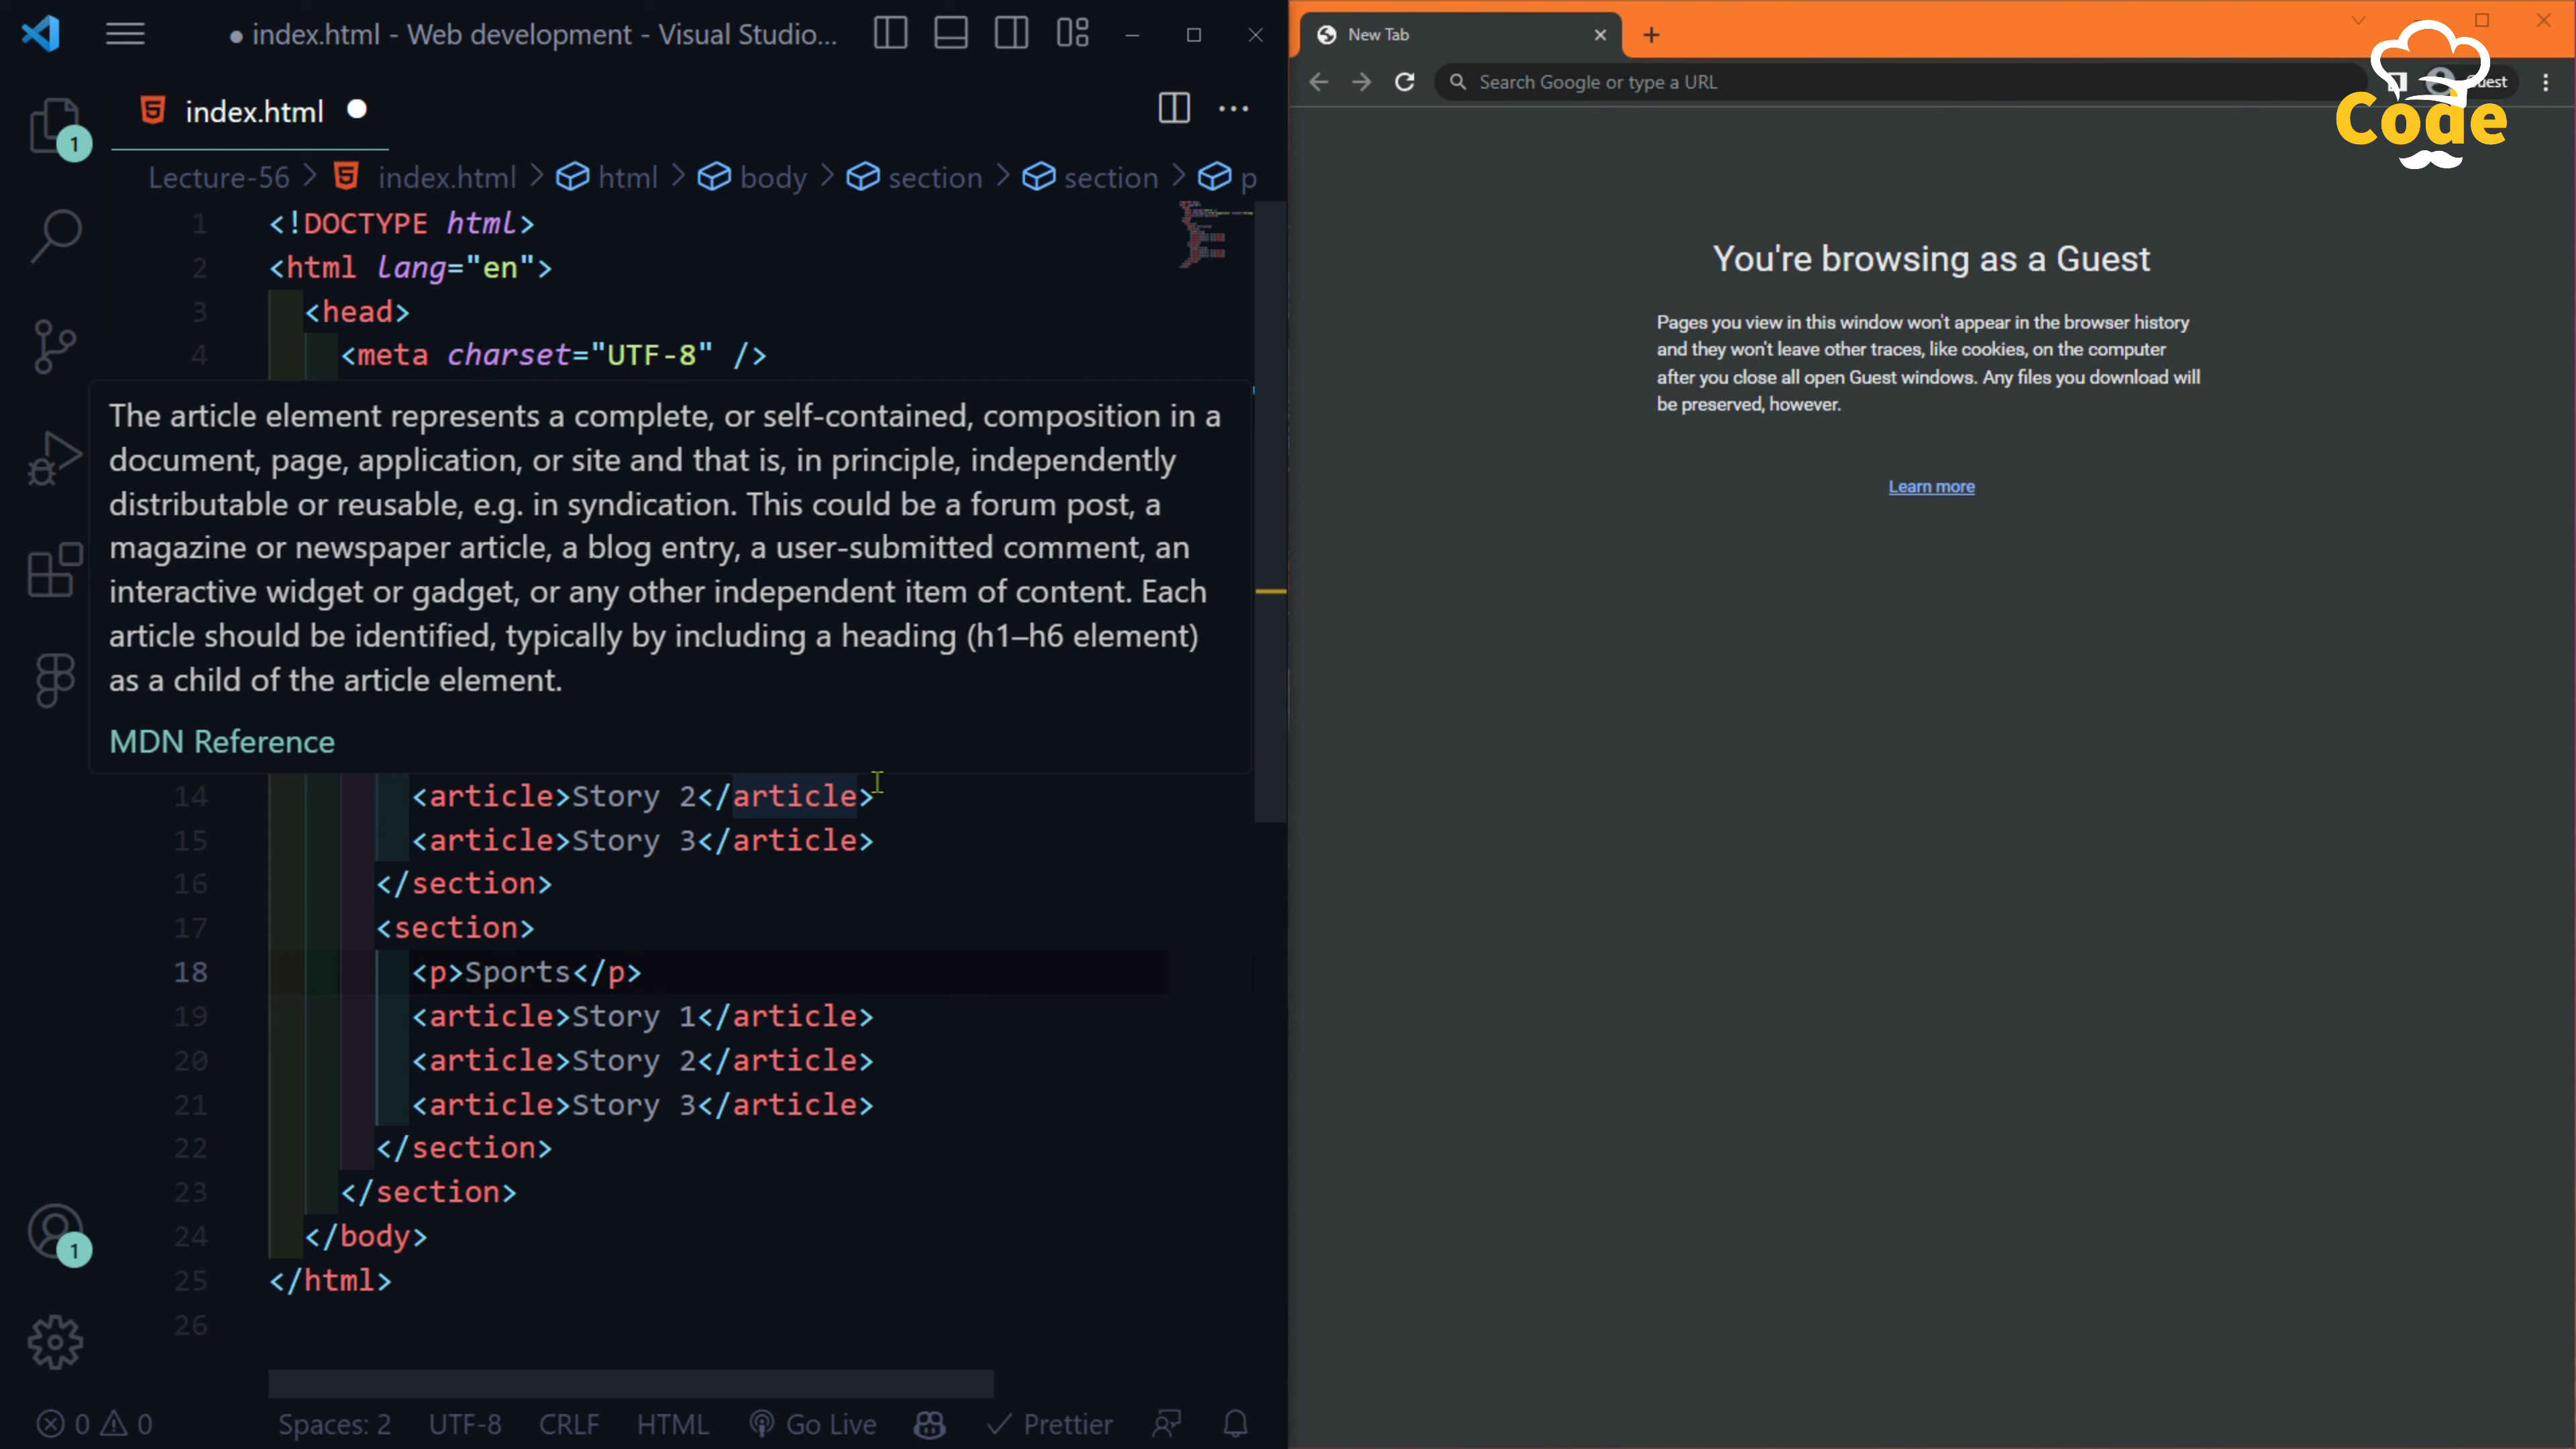 index.html - Web development - Visual Studio...
index.html
1
Lecture-56 > index.html > html > body > section > section > p
1 <!DOCTYPE html>
2 <html lang="en">
3 <head>
4 <meta charset="UTF-8" />
The article element represents a complete, or self-contained, composition in a
document, page, application, or site and that is, in principle, independently
distributable or reusable, e.g. in syndication. This could be a forum post, a
magazine or newspaper article, a blog entry, a user-submitted comment, an
interactive widget or gadget, or any other independent item of content. Each
article should be identified, typically by including a heading (h1–h6 element)
as a child of the article element.
MDN Reference
14 <article>Story 2</article>
15 <article>Story 3</article>
16 </section>
17 <section>
18 <p>Sports</p>
19 <article>Story 1</article>
20 <article>Story 2</article>
21 <article>Story 3</article>
22 </section>
23 </section>
24 </body>
1
25 </html>
26
0 0 Spaces: 2 UTF-8 CRLF HTML Go Live Prettier
New Tab
Search Google or type a URL
Code
You're browsing as a Guest
Pages you view in this window won't appear in the browser history
and they won't leave other traces, like cookies, on the computer
after you close all open Guest windows. Any files you download will
be preserved, however.
Learn more